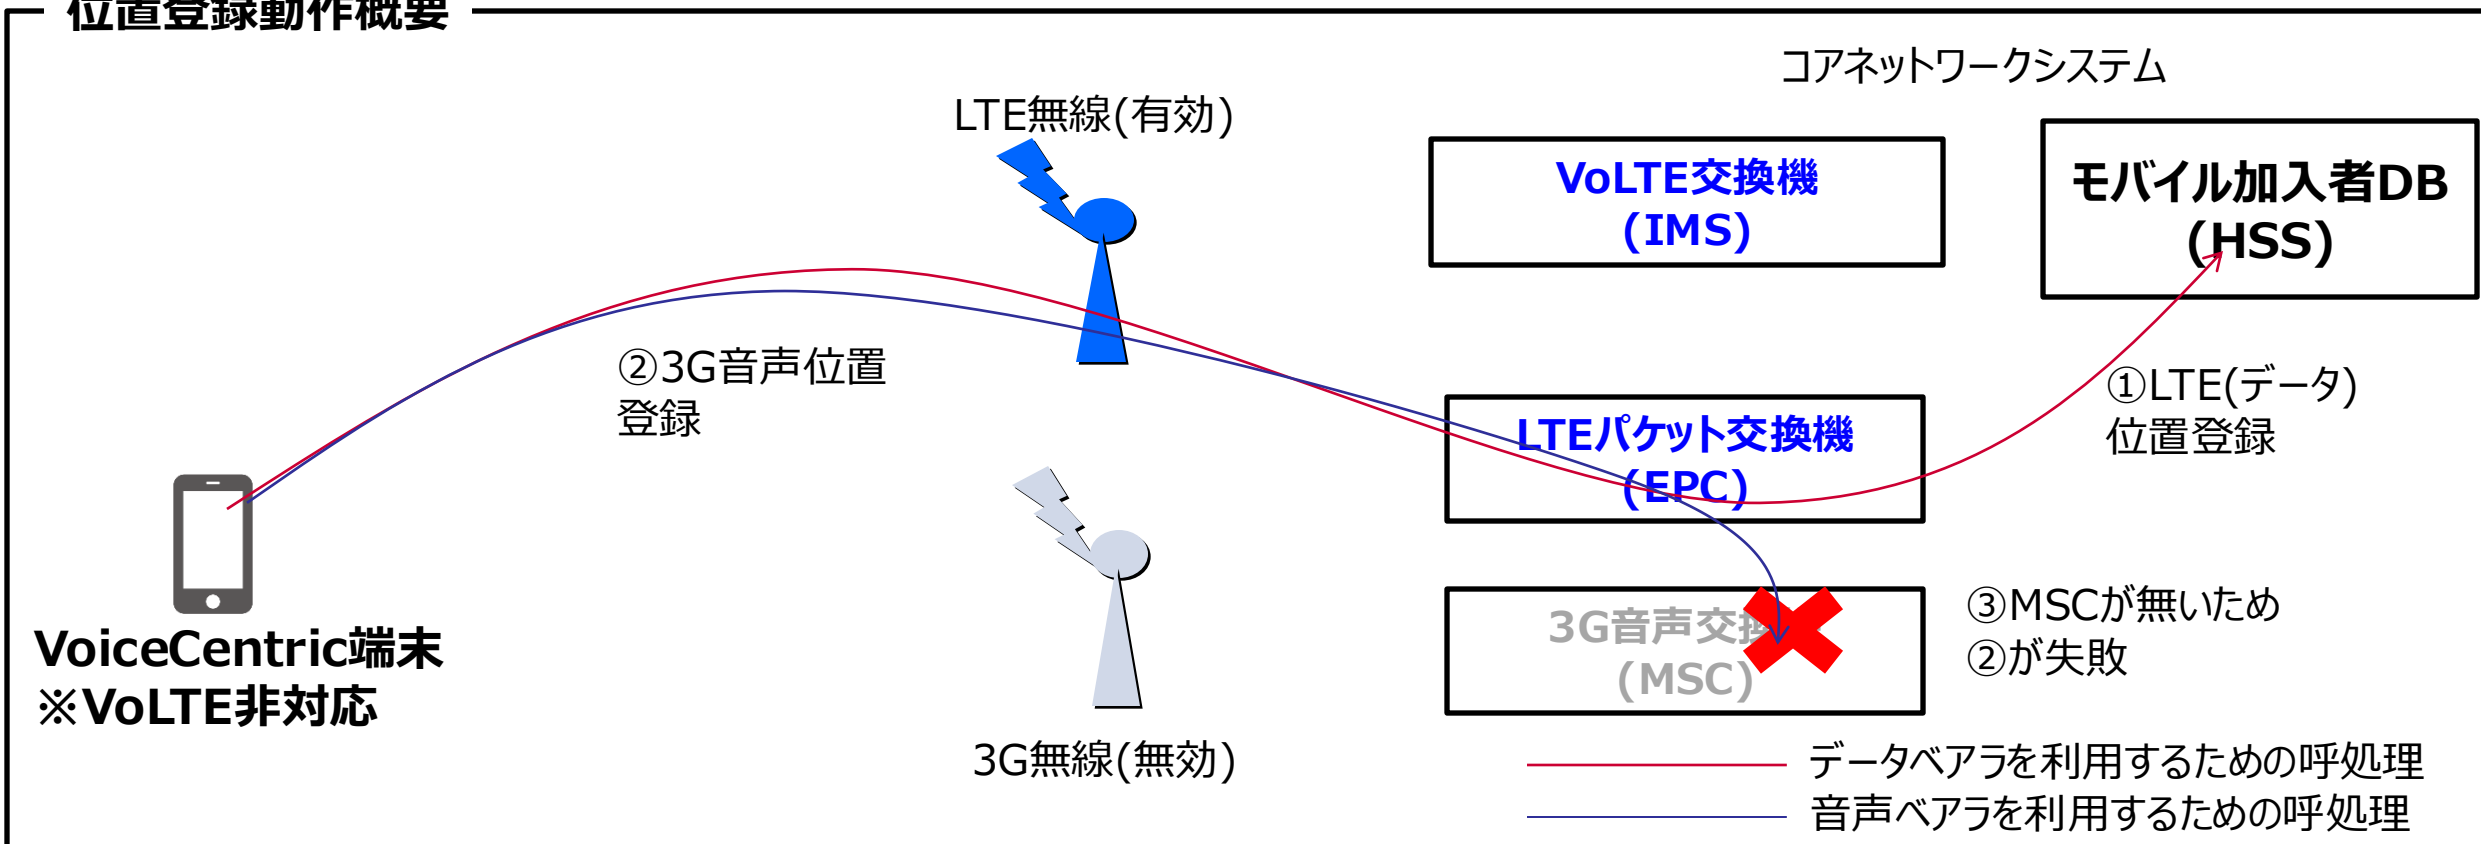 位置登録動作概要
コアネットワークシステム
LTE無線(有効)
VoLTE交換機
(IMS)
モバイル加入者DB
(HSS)
②3G音声位置
登録
①LTE(データ)
位置登録
LTEパケット交換機
(EPC)
3G音声交換
(MSC)
③MSCが無いため
②が失敗
VoiceCentric端末
※VoLTE非対応
3G無線(無効)
データベアラを利用するための呼処理
音声ベアラを利用するための呼処理